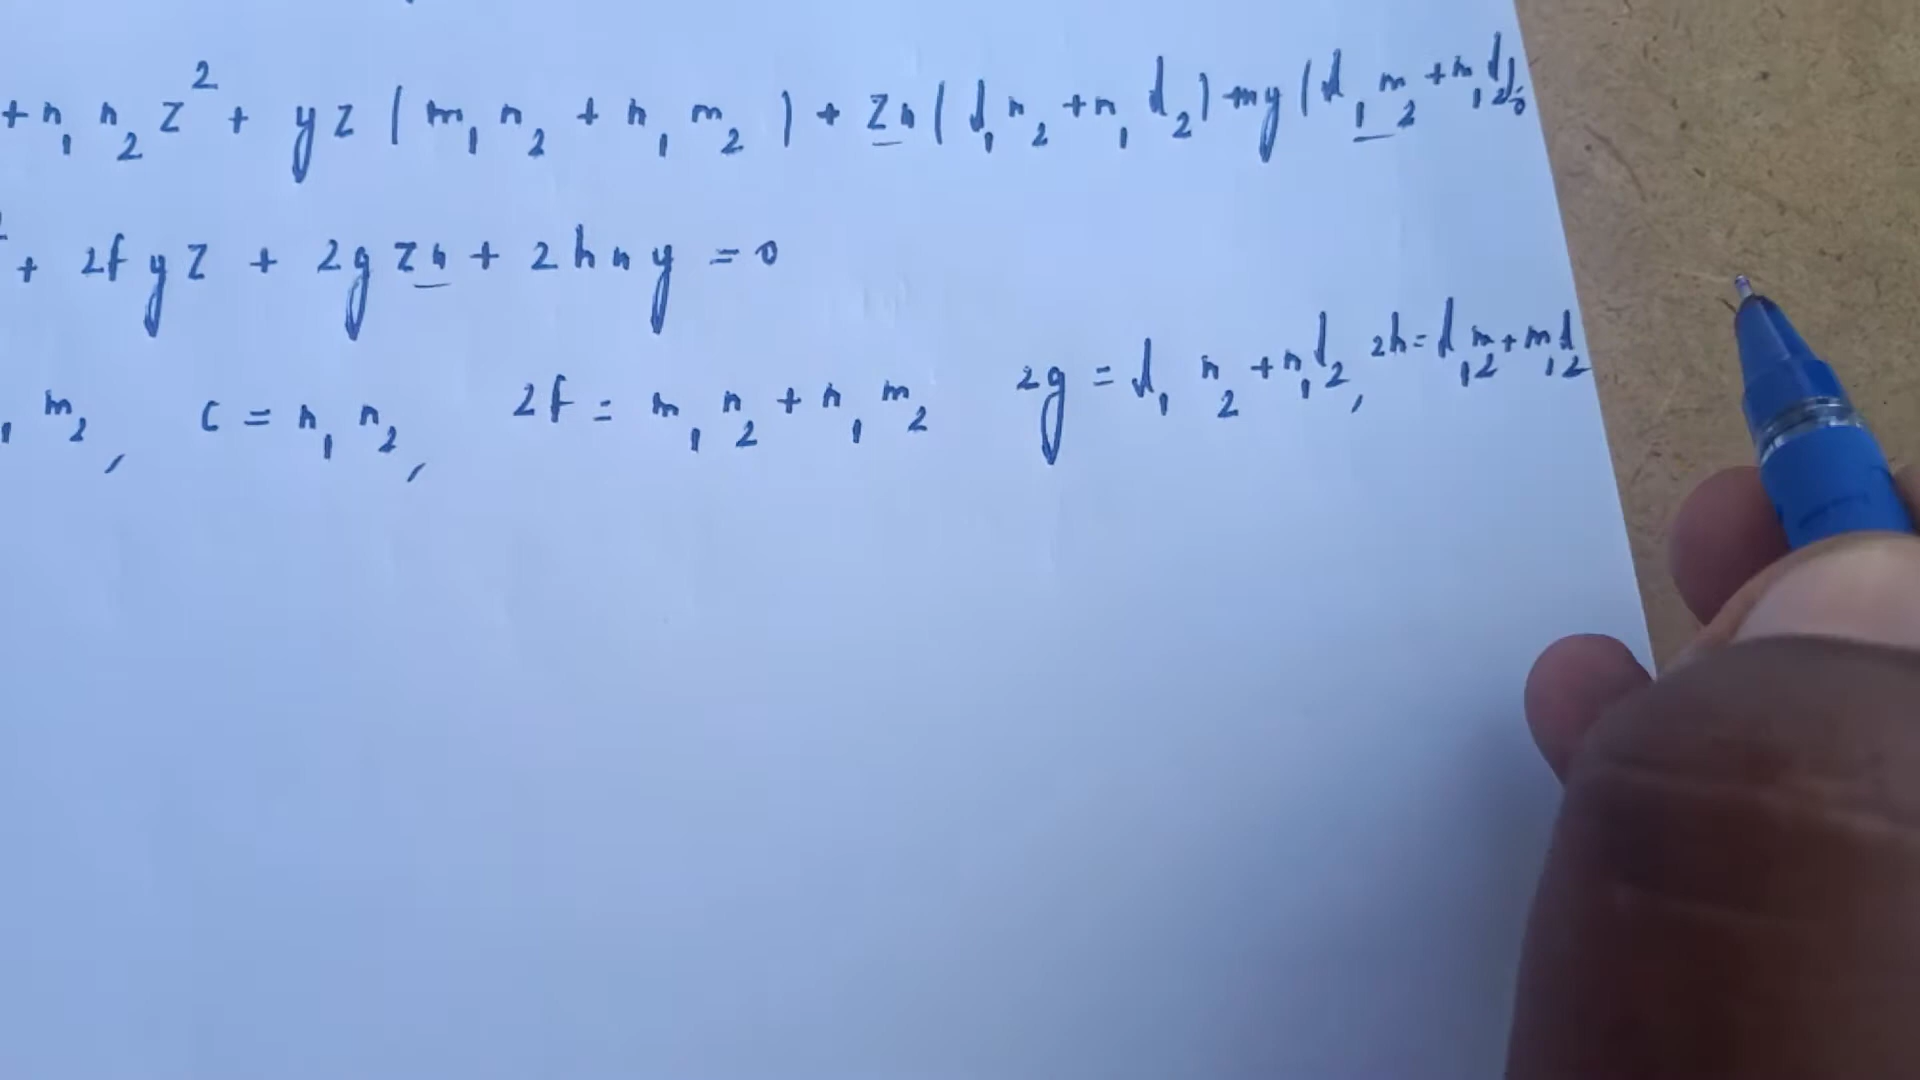 + n₁ n₂ z² + yz ( m₁ n₂ + n₁ m₂ ) + zx ( l₁ n₂ + n₁ l₂ ) + xy ( l₁ m₂ + m₁ l₂ ) = 0
+ 2f yz + 2g zx + 2h xy = 0
₁ m₂ , c = n₁ n₂ , 2f = m₁ n₂ + n₁ m₂ 2g = l₁ n₂ + n₁ l₂ , 2h = l₁ m₂ + m₁ l₂